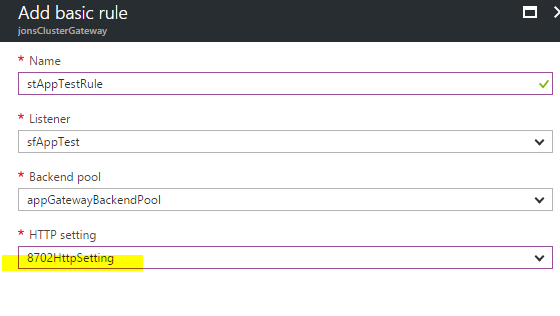 Add basic rule
jonsClusterGateway
* Name
stAppTestRule
* Listener
sfAppTest
* Backend pool
appGatewayBackendPool
* HTTP setting
8702HttpSetting